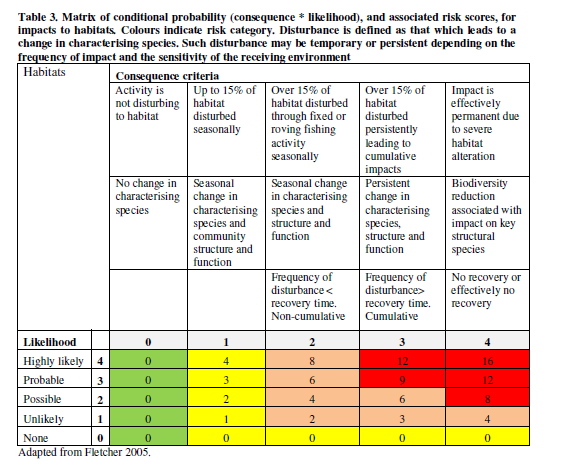 Table 3. Matrix of conditional probability (consequence * likelihood), and associated risk scores, for
impacts to habitats. Colours indicate risk category. Disturbance is defined as that which leads to a
change in characterising species. Such disturbance may be temporary or persistent depending on the
frequency of impact and the sensitivity of the receiving environment
Habitats
Consequence criteria
Activity is
not disturbing
to habitat
Up to 15% of
habitat
disturbed
seasonally
Over 15% of
habitat disturbed
through fixed or
roving fishing
activity
seasonally
Over 15% of
habitat
disturbed
persistently
leading to
cumulative
impacts
Impact is
effectively
permanent due
to severe
habitat
alteration
No change in
characterising
species
Seasonal
change in
characterising
species and
community
structure and
function
Seasonal change
in characterising
species and
structure and
function
Persistent
change in
characterising
species,
structure and
function
Biodiversity
reduction
associated with
impact on key
structural
species
Frequency of
disturbance <
recovery time.
Non-cumulative
Frequency of
disturbance>
recovery time.
Cumulative
No recovery or
effectively no
recovery
Likelihood 0 1 2 3 4
Highly likely 4 0 4 8 12 16
Probable 3 0 3 6 9 12
Possible 2 0 2 4 6 8
Unlikely 1 0 1 2 3 4
None 0 0 0 0 0 0
Adapted from Fletcher 2005.